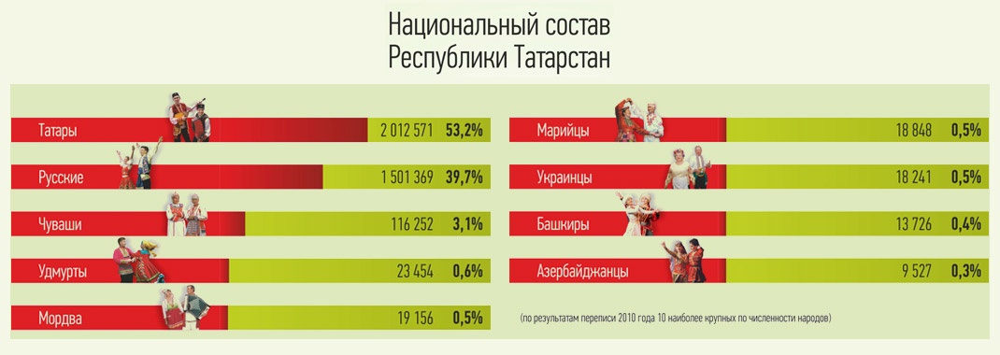 Национальный состав
Республики Татарстан
Татары 2 012 571 53,2%
Русские 1 501 369 39,7%
Чуваши 116 252 3,1%
Удмурты 23 454 0,6%
Мордва 19 156 0,5%
Марийцы 18 848 0,5%
Украинцы 18 241 0,5%
Башкиры 13 726 0,4%
Азербайджанцы 9 527 0,3%
(по результатам переписи 2010 года 10 наиболее крупных по численности народов)